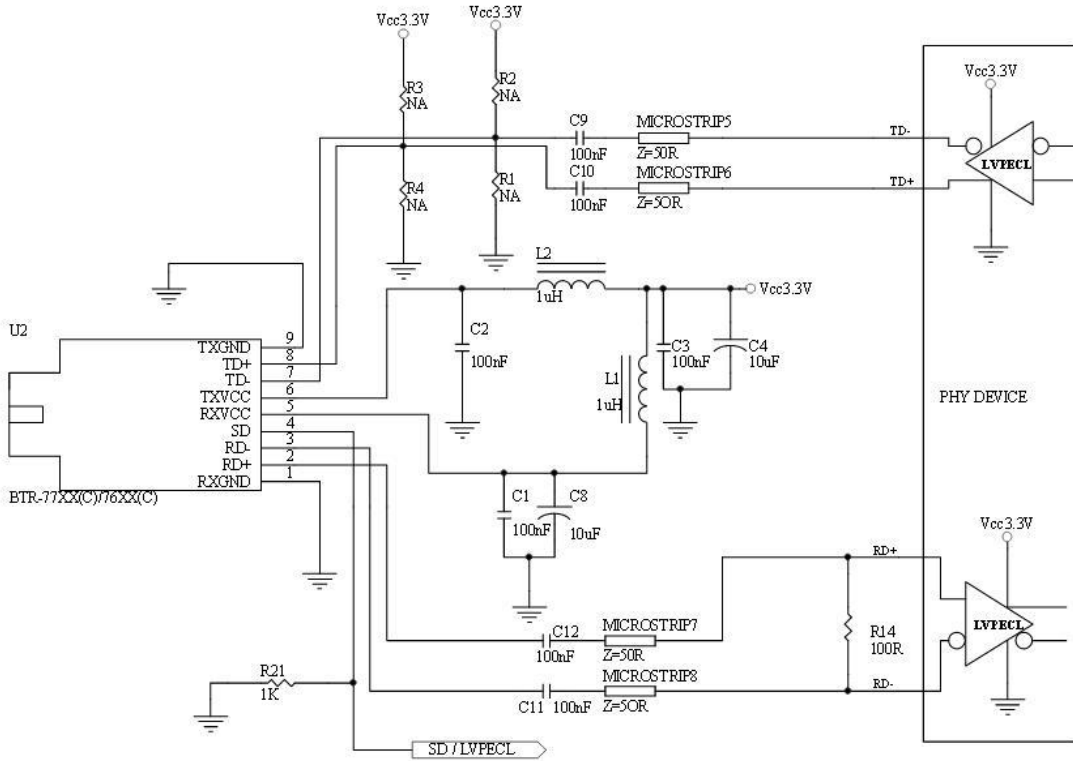 Vcc3.3V
Vcc3.3V
R3
NA
R2
NA
Vcc3.3V
C9
100nF
MICROSTRIP5
Z=50R
TD-
LVPECL
R4
NA
R1
NA
C10
100nF
MICROSTRIP6
Z=5OR
TD+
L2
1uH
Vcc3.3V
U2
C2
100nF
C3
100nF
C4
10uF
L1
1uH
PHY DEVICE
TXGND 9
TD+ 8
TD- 7
TXVCC 6
RXVCC 5
SD 4
RD- 3
RD+ 2
RXGND 1
BTR-77XX(C)/76XX(C)
C1
100nF
C8
10uF
Vcc3.3V
RD+
LVPECL
C12
100nF
MICROSTRIP7
Z=50R
R14
100R
R21
1K
C11
100nF
MICROSTRIP8
Z=5OR
RD-
SD / LVPECL